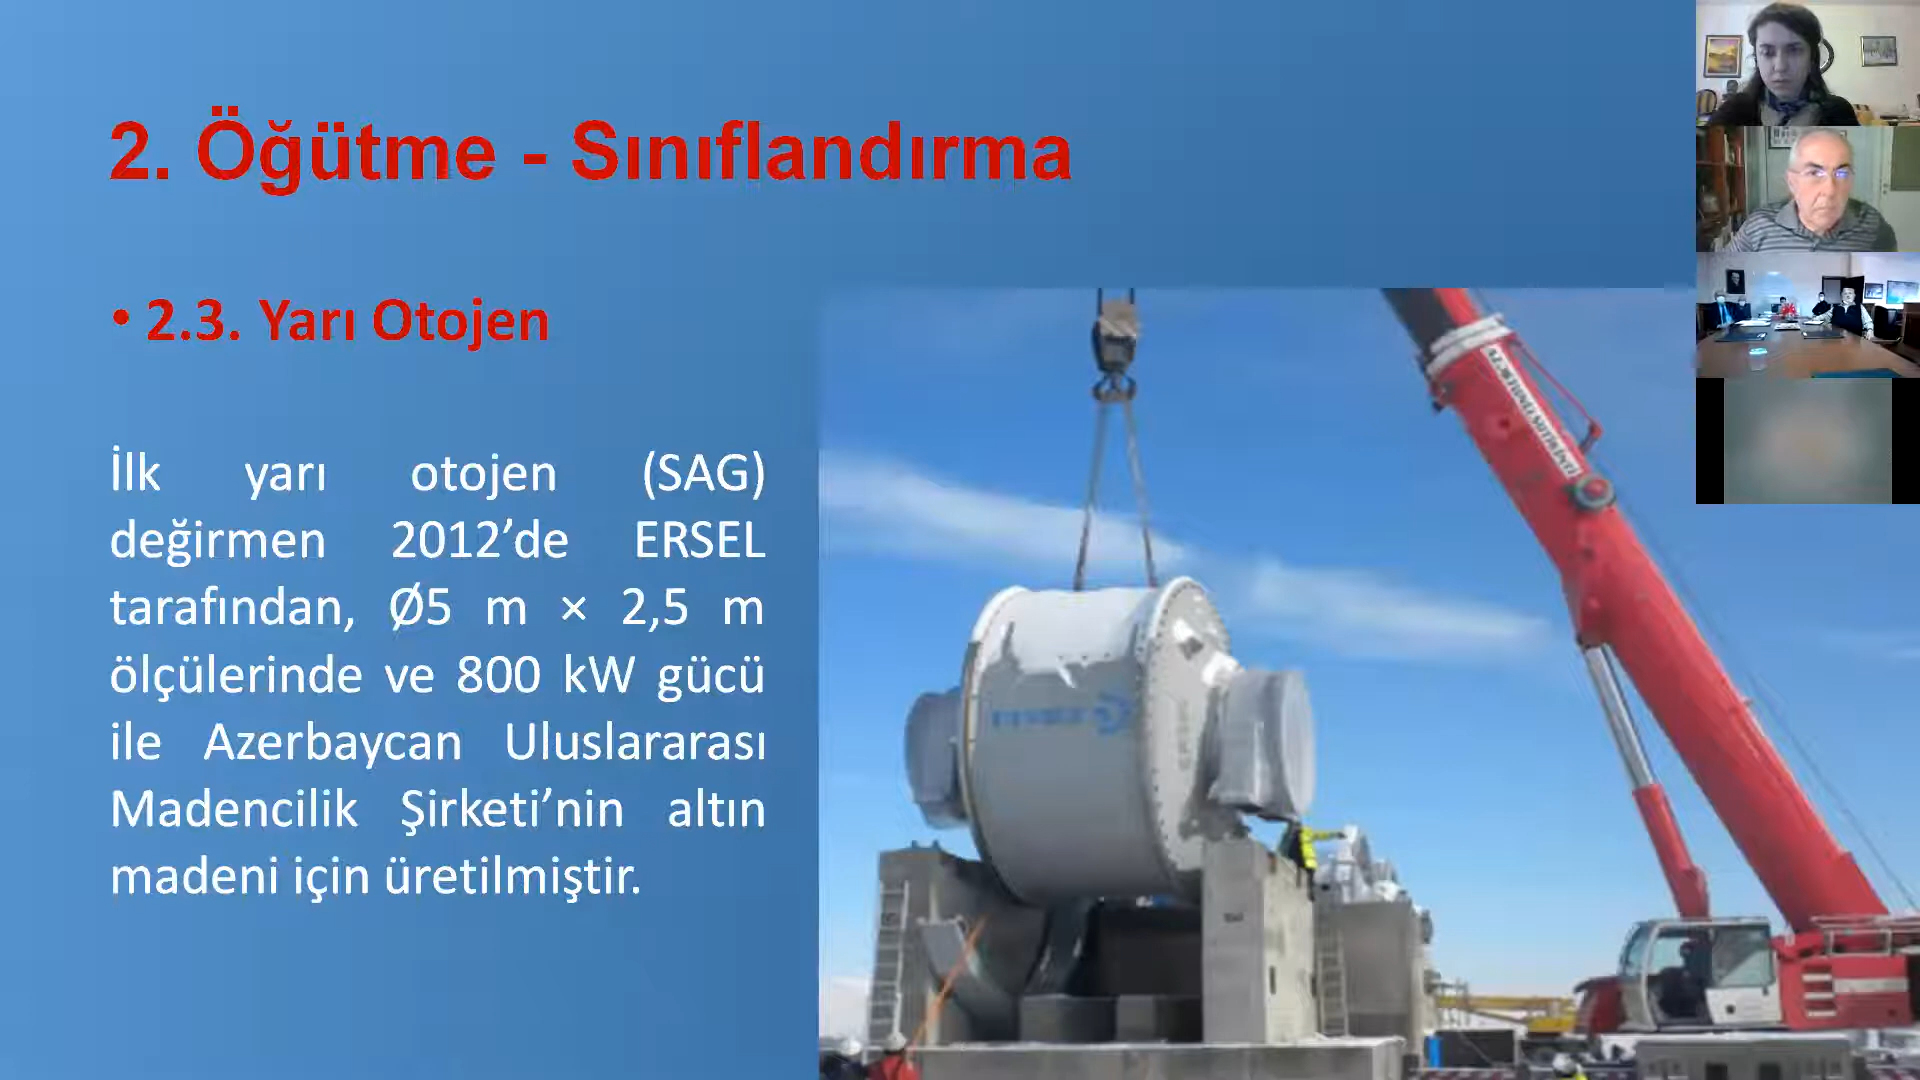 2. Öğütme - Sınıflandırma
• 2.3. Yarı Otojen
İlk yarı otojen (SAG)
değirmen 2012’de ERSEL
tarafından, Ø5 m × 2,5 m
ölçülerinde ve 800 kW gücü
ile Azerbaycan Uluslararası
Madencilik Şirketi’nin altın
madeni için üretilmiştir.